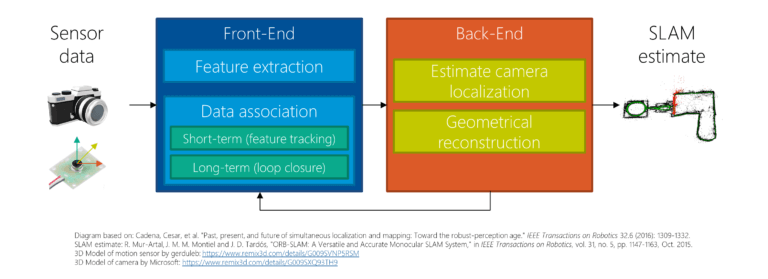 Sensor
data
Front-End
Feature extraction
Data association
Short-term (feature tracking)
Long-term (loop closure)
Back-End
Estimate camera
localization
Geometrical
reconstruction
SLAM
estimate
Diagram based on: Cadena, Cesar, et al. "Past, present, and future of simultaneous localization and mapping: Toward the robust-perception age." IEEE Transactions on Robotics 32.6 (2016): 1309-1332.
SLAM estimate: R. Mur-Artal, J. M. M. Montiel and J. D. Tardós, "ORB-SLAM: A Versatile and Accurate Monocular SLAM System," in IEEE Transactions on Robotics, vol. 31, no. 5, pp. 1147-1163, Oct. 2015.
3D Model of motion sensor by gerduleb: https://www.remix3d.com/details/G009SVNP5R5M
3D Model of camera by Microsoft: https://www.remix3d.com/details/G009SXQ93TH9